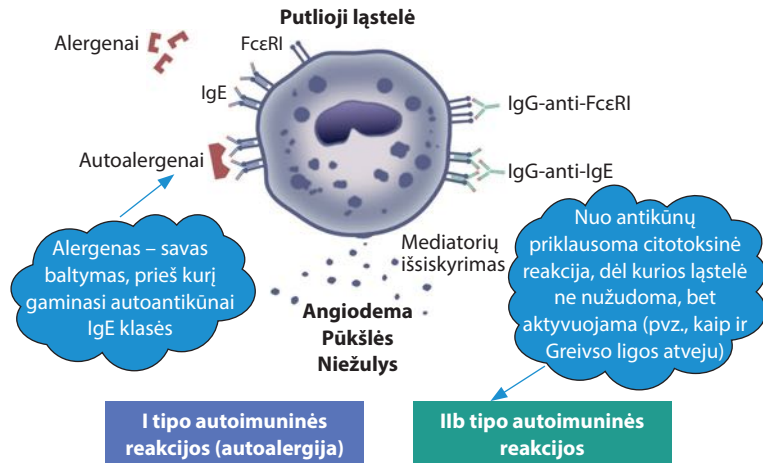 Putlioji ląstelė
Alergenai
FcεRI
IgE
IgG-anti-FcεRI
Autoalergenai
IgG-anti-IgE
Alergenas – savas
baltymas, prieš kurį
gaminasi autoantikūnai
IgE klasės
Mediatorių
išsiskyrimas
Angiodema
Pūkšlės
Niežulys
Nuo antikūnų
priklausoma citotoksinė
reakcija, dėl kurios ląstelė
ne nužudoma, bet
aktyvuojama (pvz., kaip ir
Greivso ligos atveju)
I tipo autoimuninės
reakcijos (autoalergija)
IIb tipo autoimuninės
reakcijos